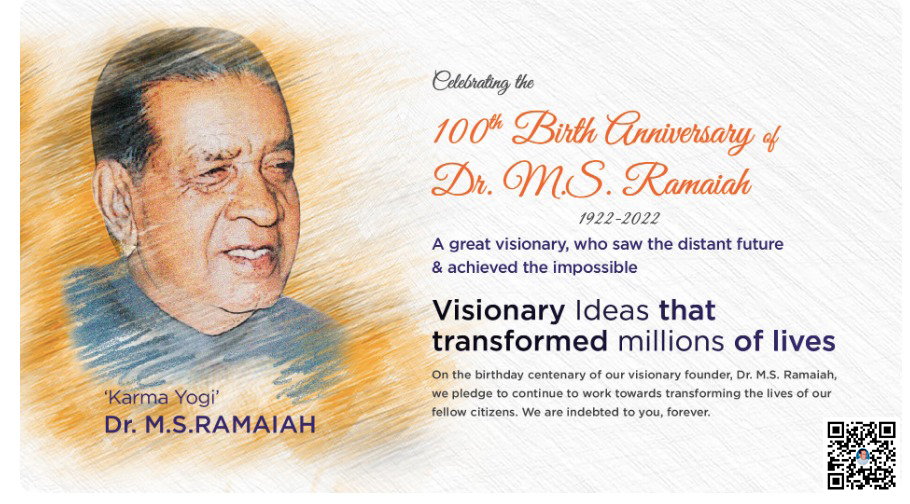 Celebrating the
100th Birth Anniversary of
Dr. M.S. Ramaiah
1922-2022
A great visionary, who saw the distant future
& achieved the impossible
Visionary Ideas that
transformed millions of lives
On the birthday centenary of our visionary founder, Dr. M.S. Ramaiah,
we pledge to continue to work towards transforming the lives of our
fellow citizens. We are indebted to you, forever.
‘Karma Yogi’
Dr. M.S.RAMAIAH